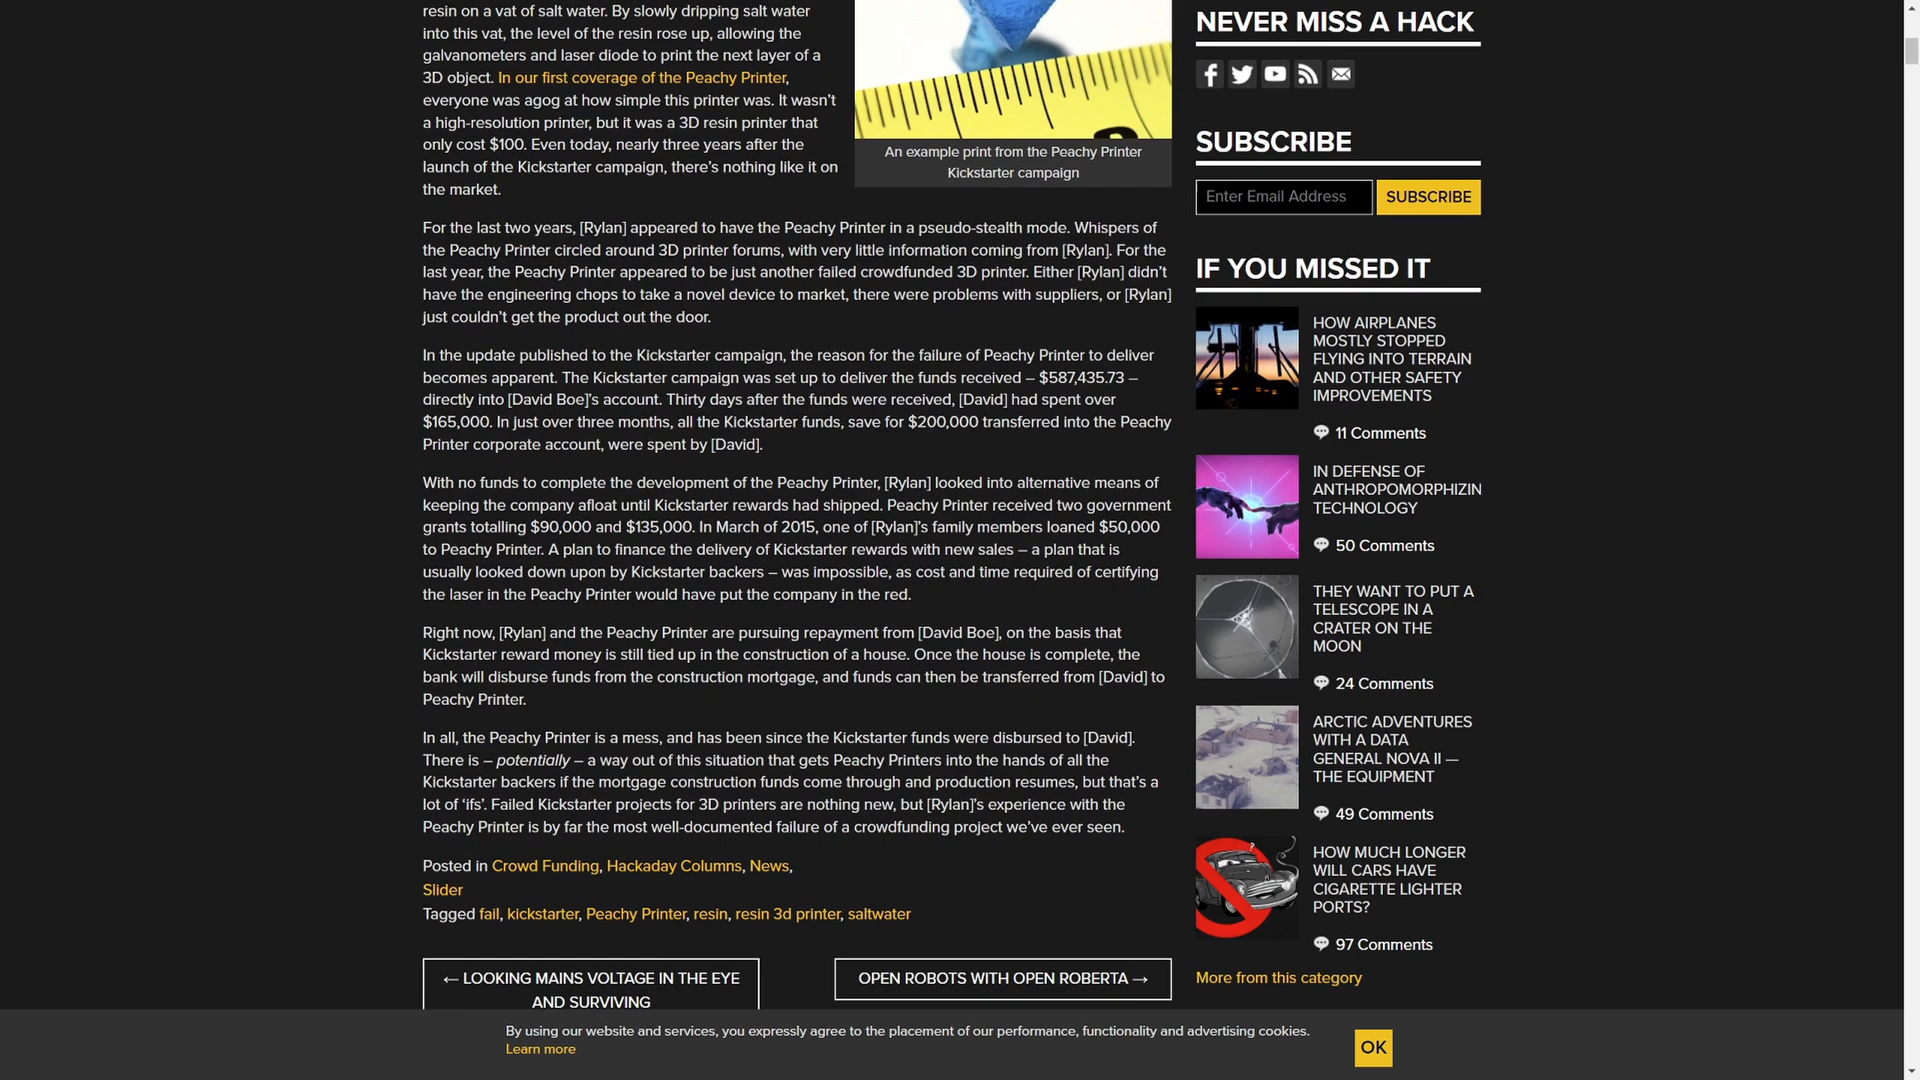 resin on a vat of salt water. By slowly dripping salt water
into this vat, the level of the resin rose up, allowing the
galvanometers and laser diode to print the next layer of a
3D object. In our first coverage of the Peachy Printer,
everyone was agog at how simple this printer was. It wasn’t
a high-resolution printer, but it was a 3D resin printer that
only cost $100. Even today, nearly three years after the
launch of the Kickstarter campaign, there’s nothing like it on
the market.
An example print from the Peachy Printer
Kickstarter campaign
For the last two years, [Rylan] appeared to have the Peachy Printer in a pseudo-stealth mode. Whispers of
the Peachy Printer circled around 3D printer forums, with very little information coming from [Rylan]. For the
last year, the Peachy Printer appeared to be just another failed crowdfunded 3D printer. Either [Rylan] didn’t
have the engineering chops to take a novel device to market, there were problems with suppliers, or [Rylan]
just couldn’t get the product out the door.
In the update published to the Kickstarter campaign, the reason for the failure of Peachy Printer to deliver
becomes apparent. The Kickstarter campaign was set up to deliver the funds received – $587,435.73 –
directly into [David Boe]’s account. Thirty days after the funds were received, [David] had spent over
$165,000. In just over three months, all the Kickstarter funds, save for $200,000 transferred into the Peachy
Printer corporate account, were spent by [David].
With no funds to complete the development of the Peachy Printer, [Rylan] looked into alternative means of
keeping the company afloat until Kickstarter rewards had shipped. Peachy Printer received two government
grants totalling $90,000 and $135,000. In March of 2015, one of [Rylan]’s family members loaned $50,000
to Peachy Printer. A plan to finance the delivery of Kickstarter rewards with new sales – a plan that is
usually looked down upon by Kickstarter backers – was impossible, as cost and time required of certifying
the laser in the Peachy Printer would have put the company in the red.
Right now, [Rylan] and the Peachy Printer are pursuing repayment from [David Boe], on the basis that
Kickstarter reward money is still tied up in the construction of a house. Once the house is complete, the
bank will disburse funds from the construction mortgage, and funds can then be transferred from [David] to
Peachy Printer.
In all, the Peachy Printer is a mess, and has been since the Kickstarter funds were disbursed to [David].
There is – potentially – a way out of this situation that gets Peachy Printers into the hands of all the
Kickstarter backers if the mortgage construction funds come through and production resumes, but that’s a
lot of ‘ifs’. Failed Kickstarter projects for 3D printers are nothing new, but [Rylan]’s experience with the
Peachy Printer is by far the most well-documented failure of a crowdfunding project we’ve ever seen.
Posted in Crowd Funding, Hackaday Columns, News,
Slider
Tagged fail, kickstarter, Peachy Printer, resin, resin 3d printer, saltwater
← LOOKING MAINS VOLTAGE IN THE EYE
AND SURVIVING
OPEN ROBOTS WITH OPEN ROBERTA →
NEVER MISS A HACK
SUBSCRIBE
Enter Email Address
SUBSCRIBE
IF YOU MISSED IT
HOW AIRPLANES
MOSTLY STOPPED
FLYING INTO TERRAIN
AND OTHER SAFETY
IMPROVEMENTS
11 Comments
IN DEFENSE OF
ANTHROPOMORPHIZIN
TECHNOLOGY
50 Comments
THEY WANT TO PUT A
TELESCOPE IN A
CRATER ON THE
MOON
24 Comments
ARCTIC ADVENTURES
WITH A DATA
GENERAL NOVA II —
THE EQUIPMENT
49 Comments
HOW MUCH LONGER
WILL CARS HAVE
CIGARETTE LIGHTER
PORTS?
97 Comments
More from this category
By using our website and services, you expressly agree to the placement of our performance, functionality and advertising cookies.
Learn more
OK